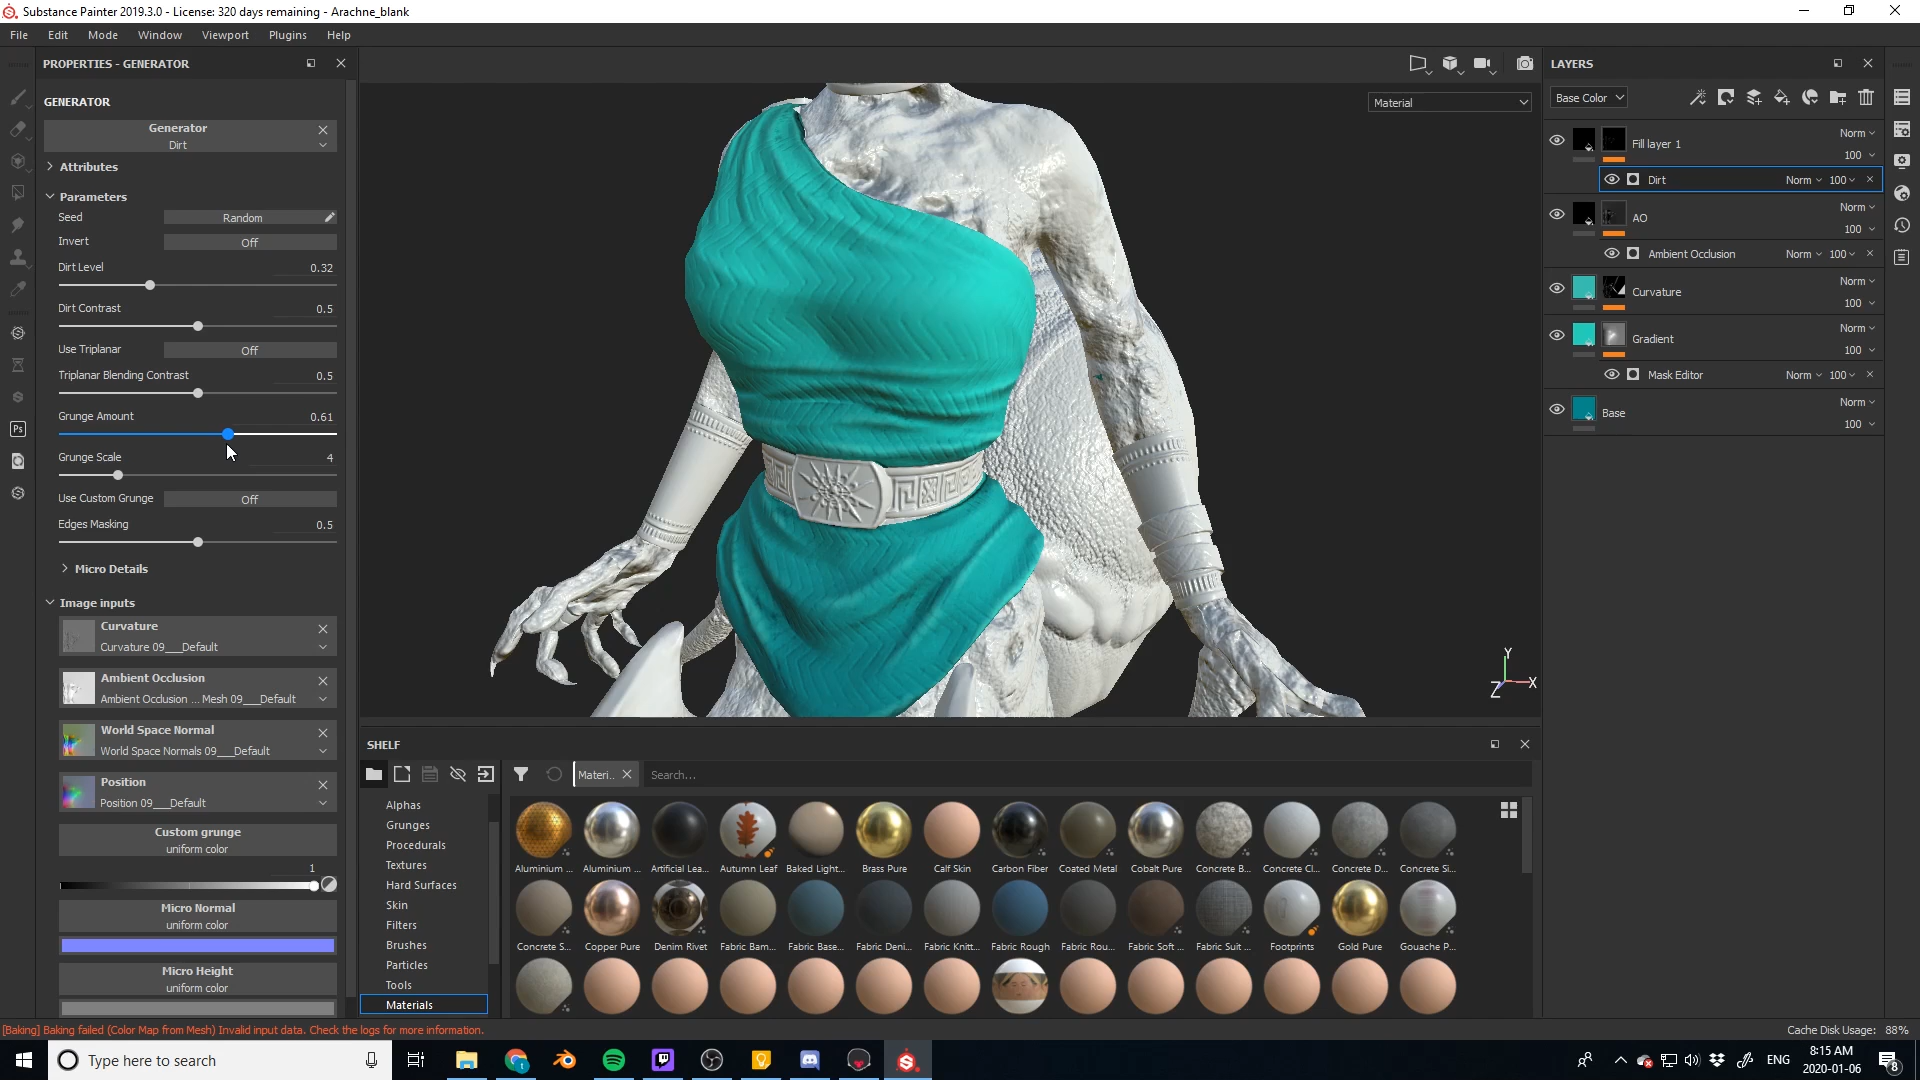 Substance Painter 2019.3.0 - License: 320 days remaining - Arachne_blank
File Edit Mode Window Viewport Plugins Help
PROPERTIES - GENERATOR
GENERATOR
Generator
Dirt
Attributes
Parameters
Seed Random
Invert Off
Dirt Level 0.32
Dirt Contrast 0.5
Use Triplanar Off
Triplanar Blending Contrast 0.5
Grunge Amount 0.61
Grunge Scale 4
Use Custom Grunge Off
Edges Masking 0.5
Micro Details
Image inputs
Curvature
Curvature 09___Default
Ambient Occlusion
Ambient Occlusion ... Mesh 09___Default
World Space Normal
World Space Normals 09___Default
Position
Position 09___Default
Custom grunge
uniform color
1
Micro Normal
uniform color
Micro Height
uniform color
Ps
Material
Y
Z X
LAYERS
Base Color
Norm
Fill layer 1
100
Dirt Norm 100
Norm
AO
100
Ambient Occlusion Norm 100
Norm
Curvature
100
Norm
Gradient
100
Mask Editor Norm 100
Norm
Base
100
SHELF
Materi.. Search...
Alphas
Grunges
Procedurals
Textures
Hard Surfaces
Skin
Filters
Brushes
Particles
Tools
Materials
Aluminium ... Aluminium ... Artificial Lea... Autumn Leaf Baked Light... Brass Pure Calf Skin Carbon Fiber Coated Metal Cobalt Pure Concrete B... Concrete Cl... Concrete D... Concrete Si...
Concrete S... Copper Pure Denim Rivet Fabric Bam... Fabric Base... Fabric Deni... Fabric Knitt... Fabric Rough Fabric Rou... Fabric Soft ... Fabric Suit ... Footprints Gold Pure Gouache P...
[Baking] Baking failed (Color Map from Mesh) Invalid input data. Check the logs for more information.
Cache Disk Usage: 88%
Type here to search
ENG
8:15 AM
2020-01-06
8